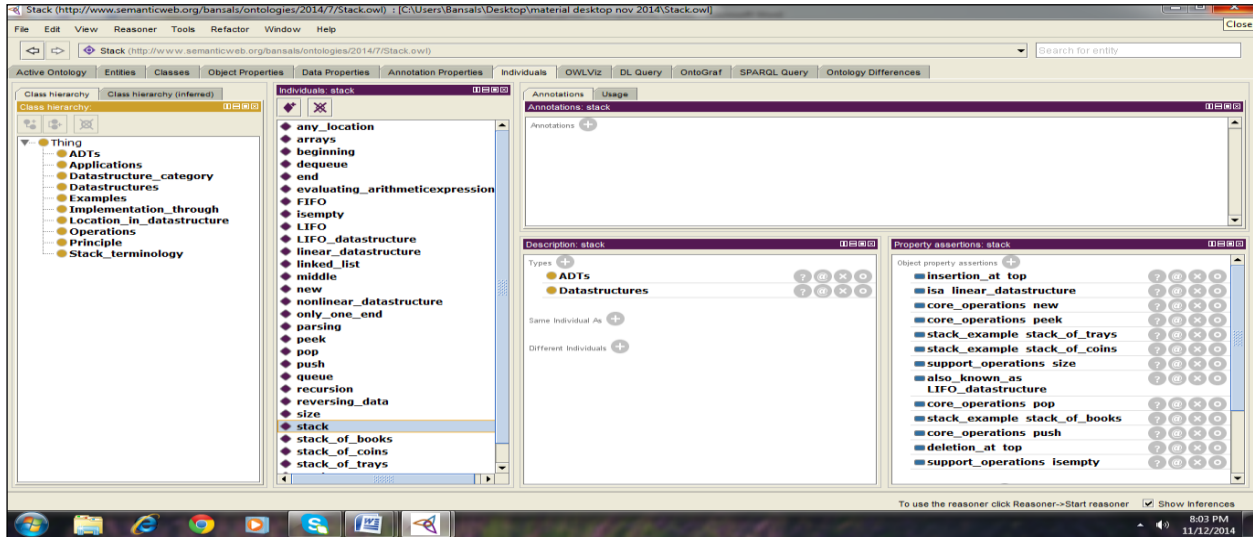 Stack (http://www.semanticweb.org/bansals/ontologies/2014/7/Stack.owl) : [C:\Users\Bansals\Desktop\material desktop nov 2014\Stack.owl]
Close
File Edit View Reasoner Tools Refactor Window Help
Stack (http://www.semanticweb.org/bansals/ontologies/2014/7/Stack.owl)
Search for entity
Active Ontology Entities Classes Object Properties Data Properties Annotation Properties Individuals OWLViz DL Query OntoGraf SPARQL Query Ontology Differences
Class hierarchy Class hierarchy (inferred)
Class hierarchy:
Thing
ADTs
Applications
Datastructure_category
Datastructures
Examples
Implementation_through
Location_in_datastructure
Operations
Principle
Stack_terminology
Individuals: stack
any_location
arrays
beginning
dequeue
end
evaluating_arithmeticexpression
FIFO
isempty
LIFO
LIFO_datastructure
linear_datastructure
linked_list
middle
new
nonlinear_datastructure
only_one_end
parsing
peek
pop
push
queue
recursion
reversing_data
size
stack
stack_of_books
stack_of_coins
stack_of_trays
Annotations Usage
Annotations: stack
Annotations
Description: stack
Types
ADTs
Datastructures
Same Individual As
Different Individuals
Property assertions: stack
Object property assertions
insertion_at top
isa linear_datastructure
core_operations new
core_operations peek
stack_example stack_of_trays
stack_example stack_of_coins
support_operations size
also_known_as
LIFO_datastructure
core_operations pop
stack_example stack_of_books
core_operations push
deletion_at top
support_operations isempty
To use the reasoner click Reasoner->Start reasoner Show Inferences
8:03 PM
11/12/2014